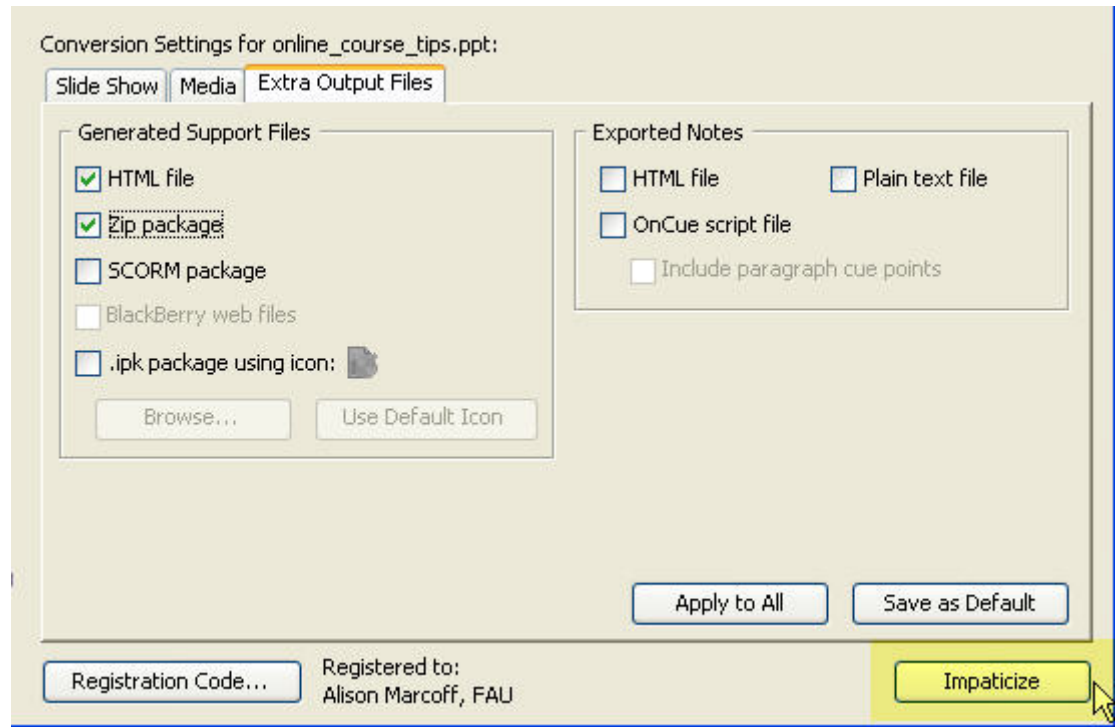 Conversion Settings for online_course_tips.ppt:
Slide Show Media Extra Output Files
Generated Support Files
HTML file
Zip package
SCORM package
BlackBerry web files
.ipk package using icon:
Browse... Use Default Icon
Exported Notes
HTML file Plain text file
OnCue script file
Include paragraph cue points
Apply to All Save as Default
Registration Code... Registered to:
Alison Marcoff, FAU
Impaticize